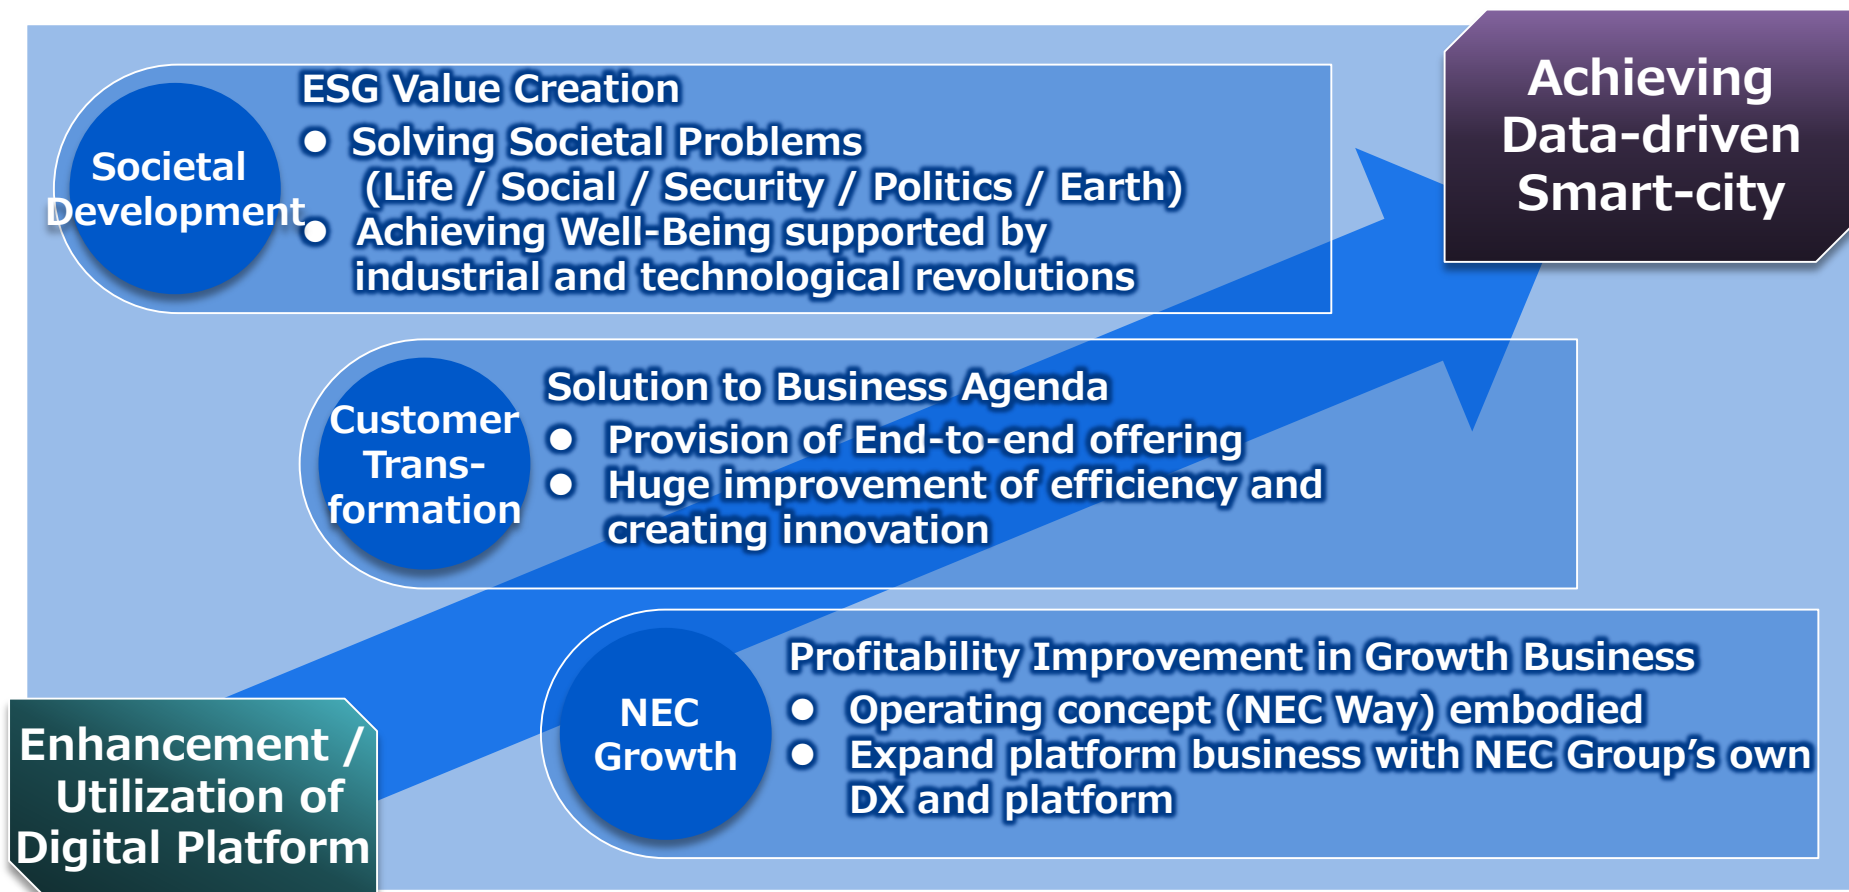 Achieving
Data-driven
Smart-city
Societal
Development
ESG Value Creation
● Solving Societal Problems
(Life / Social / Security / Politics / Earth)
● Achieving Well-Being supported by
industrial and technological revolutions
Customer
Trans-
formation
Solution to Business Agenda
● Provision of End-to-end offering
● Huge improvement of efficiency and
creating innovation
NEC
Growth
Profitability Improvement in Growth Business
● Operating concept (NEC Way) embodied
● Expand platform business with NEC Group’s own
DX and platform
Enhancement /
Utilization of
Digital Platform